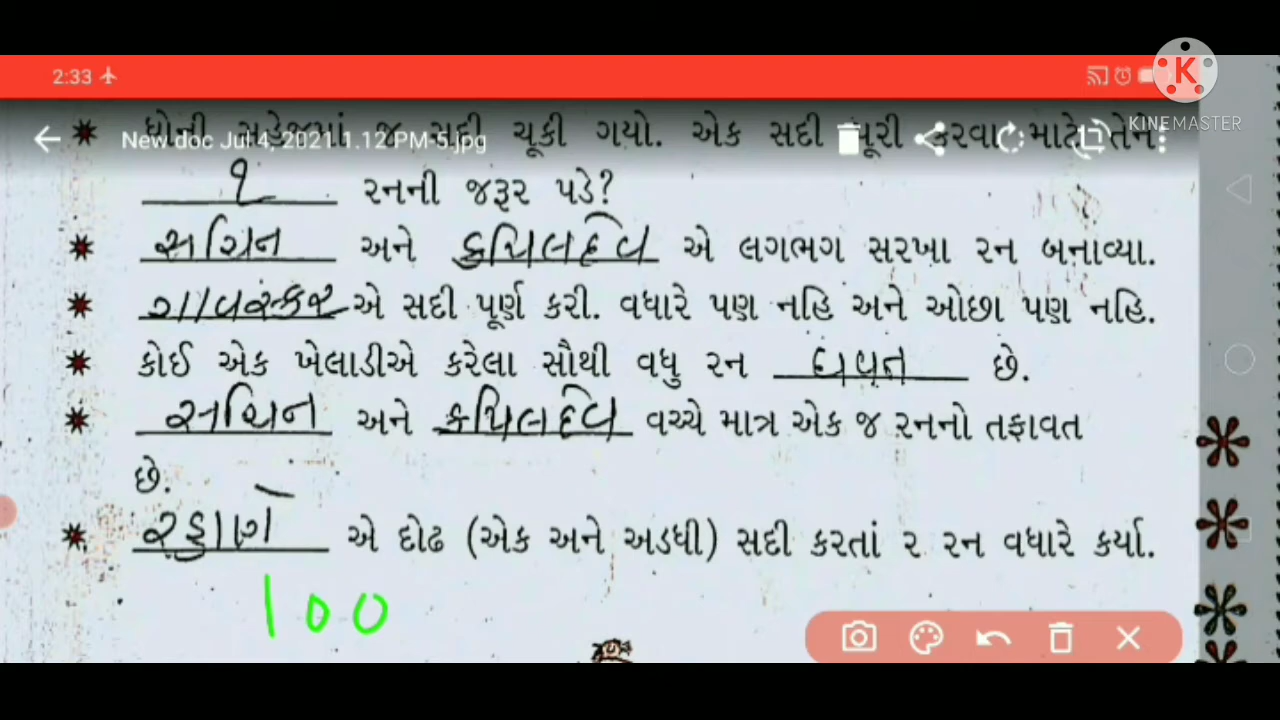 2:33
KINEMASTER
New doc Jul 4, 2021 1.12 PM-5.jpg
ધોની સહેજમાં જ સદી ચૂકી ગયો. એક સદી પૂરી કરવા માટે તેને
૧ રનની જરૂર પડે?
સચિન અને કપિલદેવ એ લગભગ સરખા રન બનાવ્યા.
ગાવસ્કર એ સદી પૂર્ણ કરી. વધારે પણ નહિ અને ઓછા પણ નહિ.
કોઈ એક ખેલાડીએ કરેલા સૌથી વધુ રન ધવન છે.
સચિન અને કપિલદેવ વચ્ચે માત્ર એક જ રનનો તફાવત
છે.
રહાણે એ દોઢ (એક અને અડધી) સદી કરતાં ૨ રન વધારે કર્યા.
100